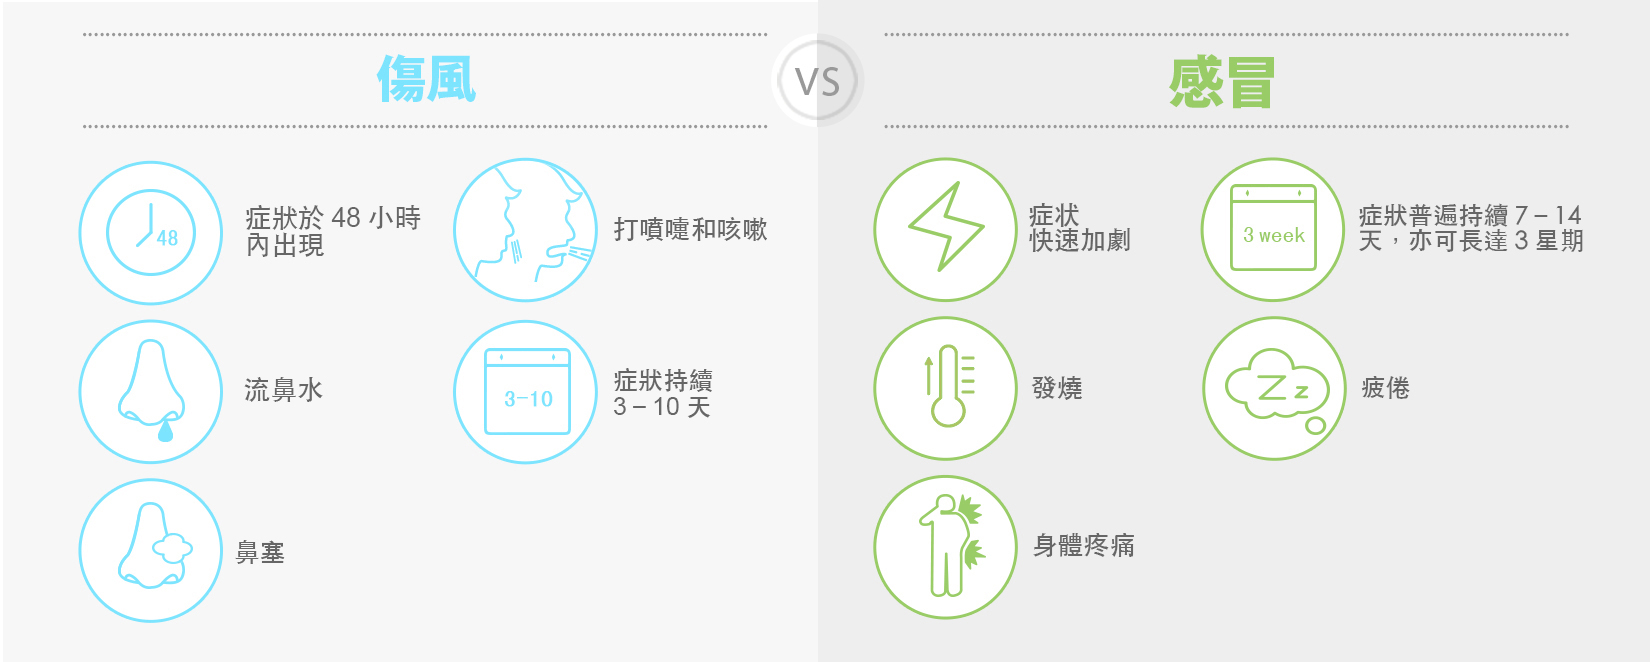 傷風
VS
感冒
48
症狀於 48 小時
內出現
打噴嚏和咳嗽
流鼻水
3-10
症狀持續
3 – 10 天
鼻塞
症状
快速加劇
3 week
症狀普遍持續 7 – 14
天，亦可長達 3 星期
發燒
Z z
疲倦
身體疼痛